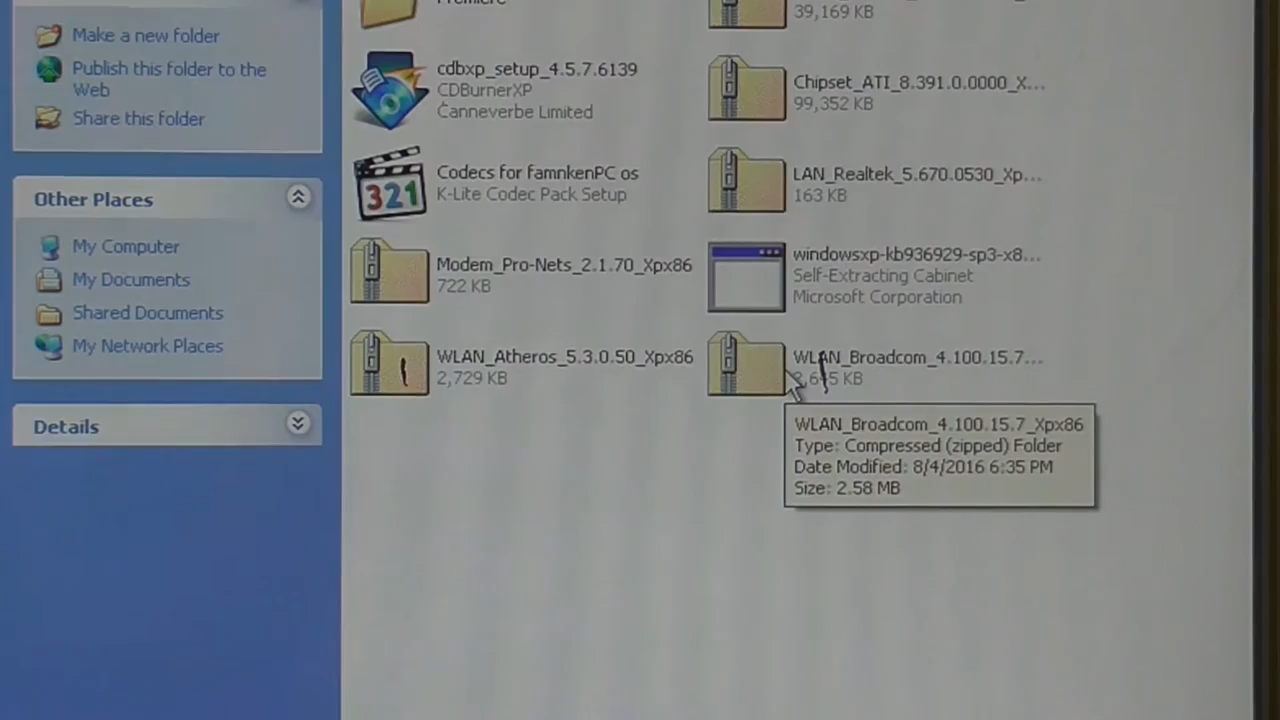 Make a new folder
Publish this folder to the
Web
Share this folder
Other Places
My Computer
My Documents
Shared Documents
My Network Places
Details
Premiere
39,169 KB
cdbxp_setup_4.5.7.6139
CDBurnerXP
Canneverbe Limited
Chipset_ATI_8.391.0.0000_X...
99,352 KB
321
Codecs for famnkenPC os
K-Lite Codec Pack Setup
LAN_Realtek_5.670.0530_Xp...
163 KB
Modem_Pro-Nets_2.1.70_Xpx86
722 KB
windowsxp-kb936929-sp3-x8...
Self-Extracting Cabinet
Microsoft Corporation
WLAN_Atheros_5.3.0.50_Xpx86
2,729 KB
WLAN_Broadcom_4.100.15.7...
2,645 KB
WLAN_Broadcom_4.100.15.7_Xpx86
Type: Compressed (zipped) Folder
Date Modified: 8/4/2016 6:35 PM
Size: 2.58 MB